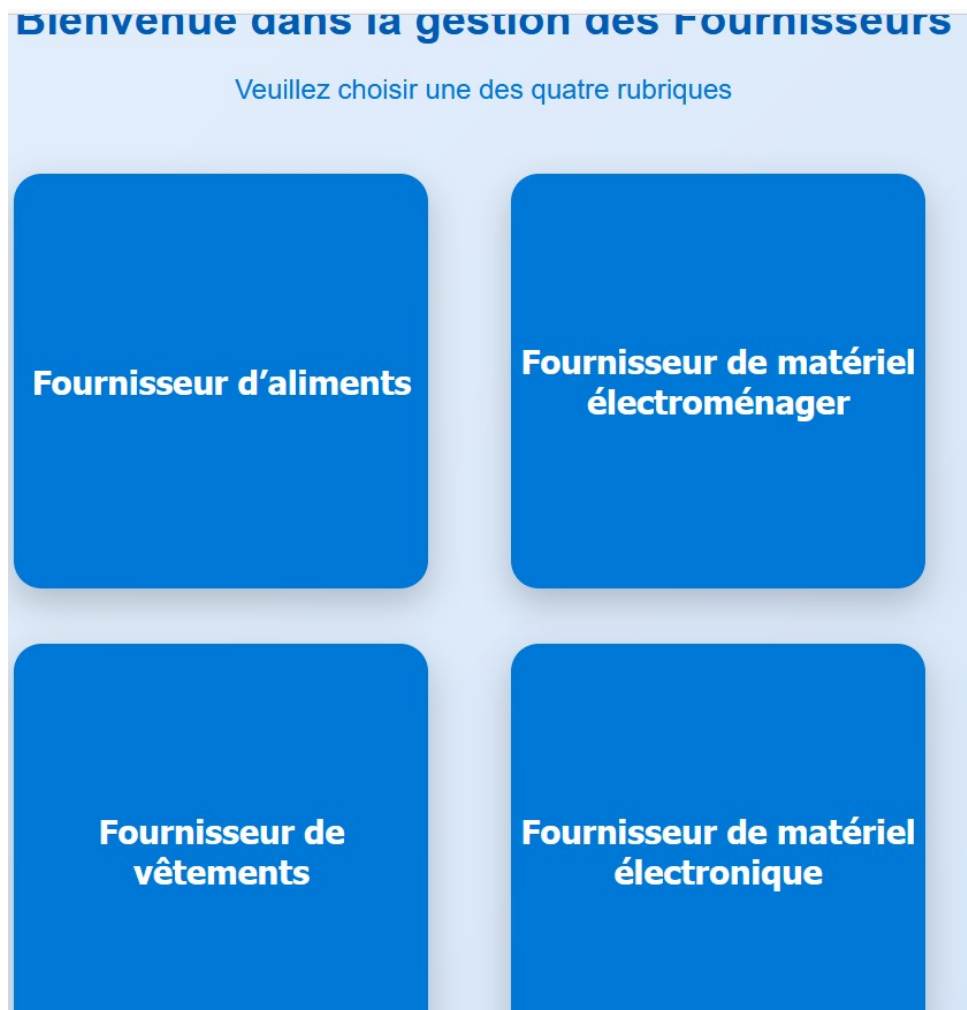 Bienvenue dans la gestion des Fournisseurs
Veuillez choisir une des quatre rubriques
Fournisseur d’aliments
Fournisseur de matériel
électroménager
Fournisseur de
vêtements
Fournisseur de matériel
électronique